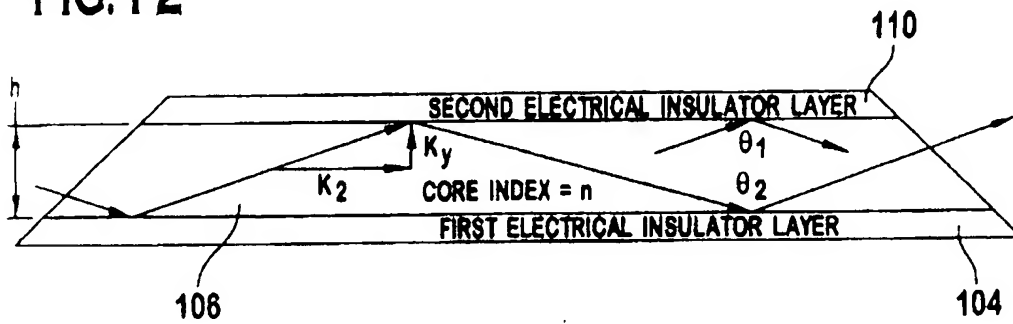 FIG. 12
110
h
SECOND ELECTRICAL INSULATOR LAYER
Ky
θ1
K2
θ2
CORE INDEX = n
FIRST ELECTRICAL INSULATOR LAYER
106
104